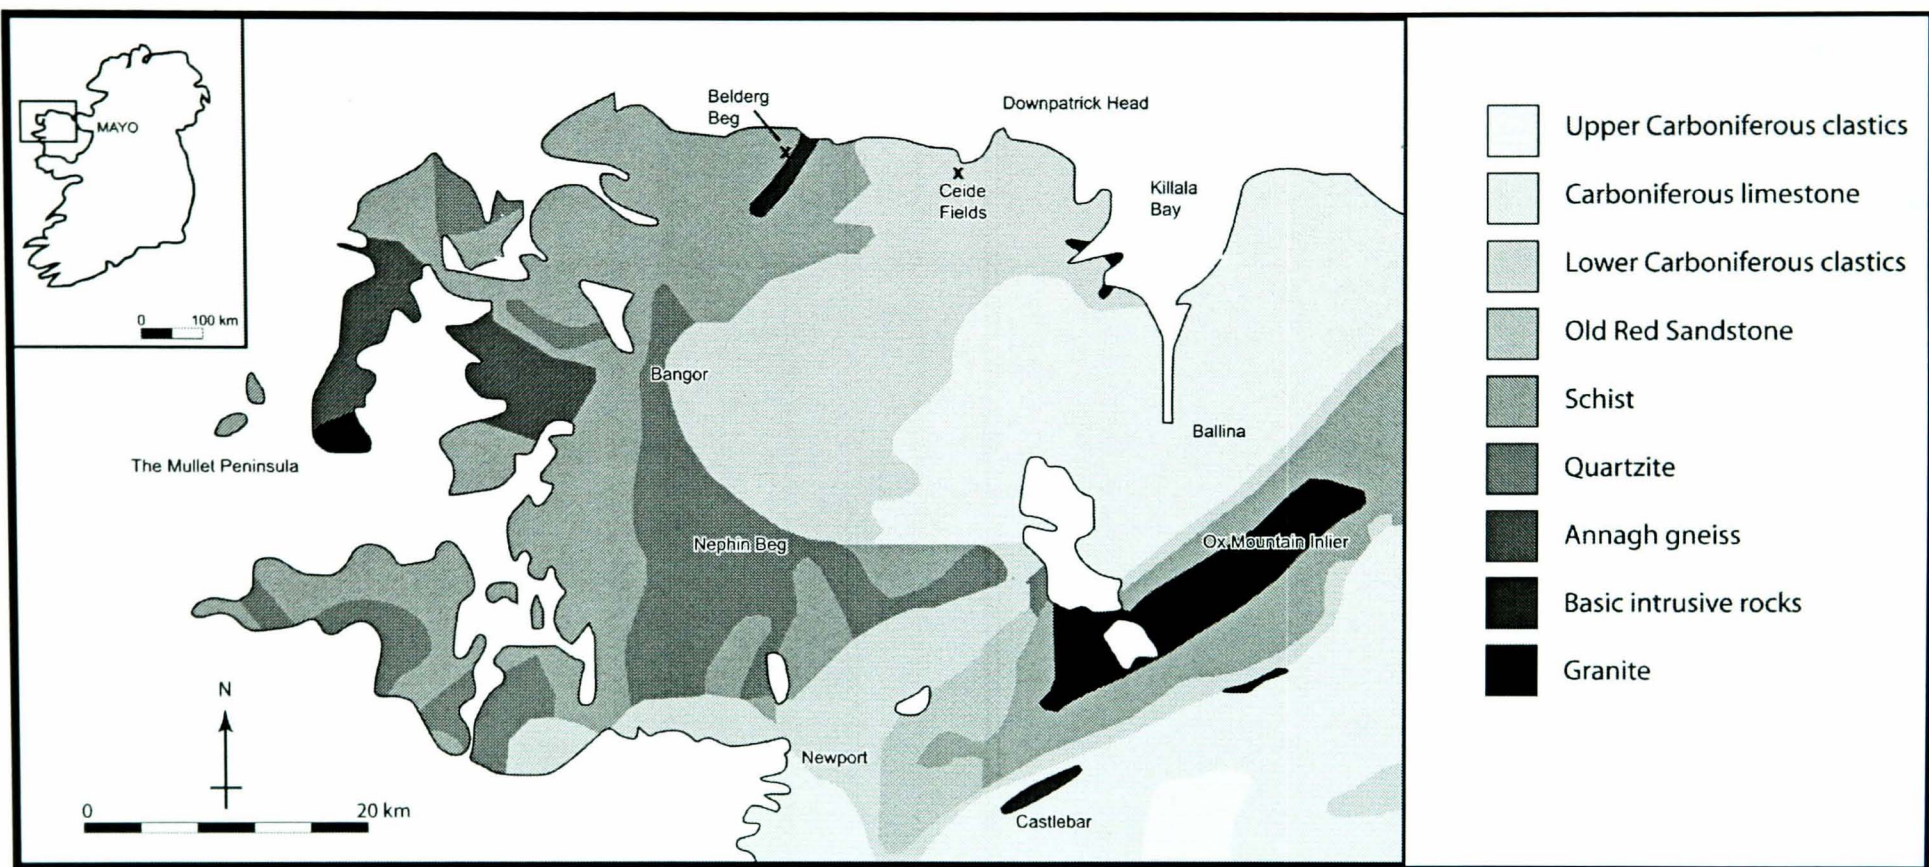 MAYO
0 100 km
Belderg
Beg
Downpatrick Head
Ceide
Fields
Killala
Bay
Bangor
Ballina
The Mullet Peninsula
Nephin Beg
Ox Mountain Inlier
N
Newport
0 20 km
Castlebar
Upper Carboniferous clastics
Carboniferous limestone
Lower Carboniferous clastics
Old Red Sandstone
Schist
Quartzite
Annagh gneiss
Basic intrusive rocks
Granite